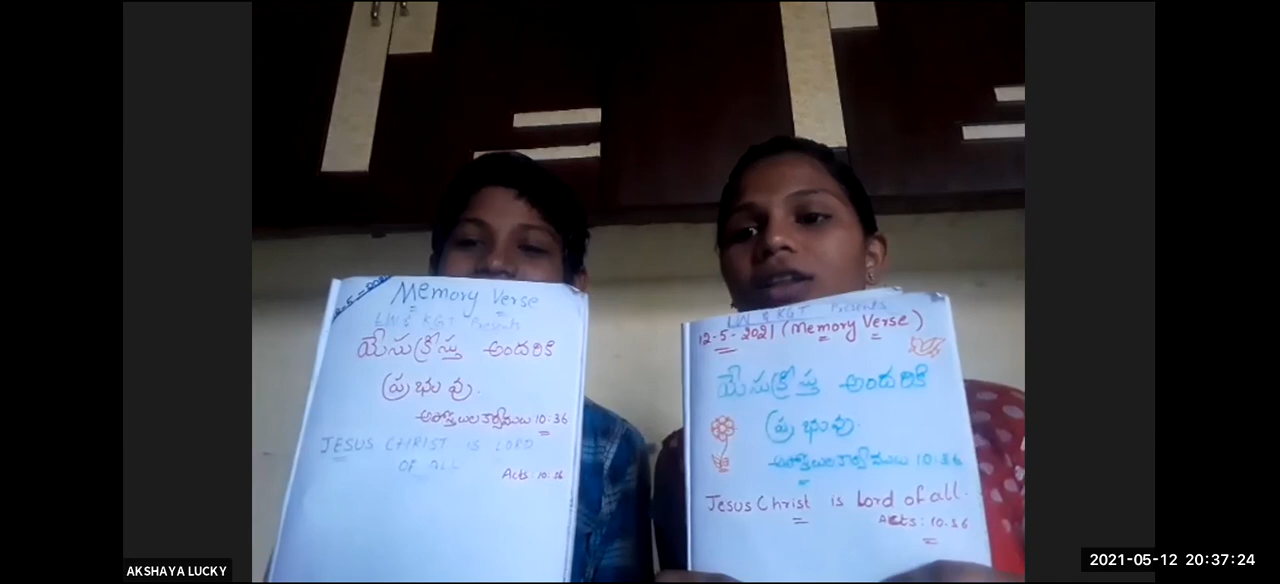 Memory Verse
LW & KGT Presents
యేసుక్రీస్తు అందరికి
ప్రభువు.
అపోస్తులకార్యములు 10:36
JESUS CHRIST IS LORD
OF ALL
Acts: 10:36
LW & KGT Presents
12-5-2021 (Memory Verse)
యేసుక్రీస్తు అందరికి
ప్రభువు.
అపోస్తులకార్యములు 10:36
Jesus Christ is Lord of all.
Acts: 10:36
AKSHAYA LUCKY
2021-05-12 20:37:24